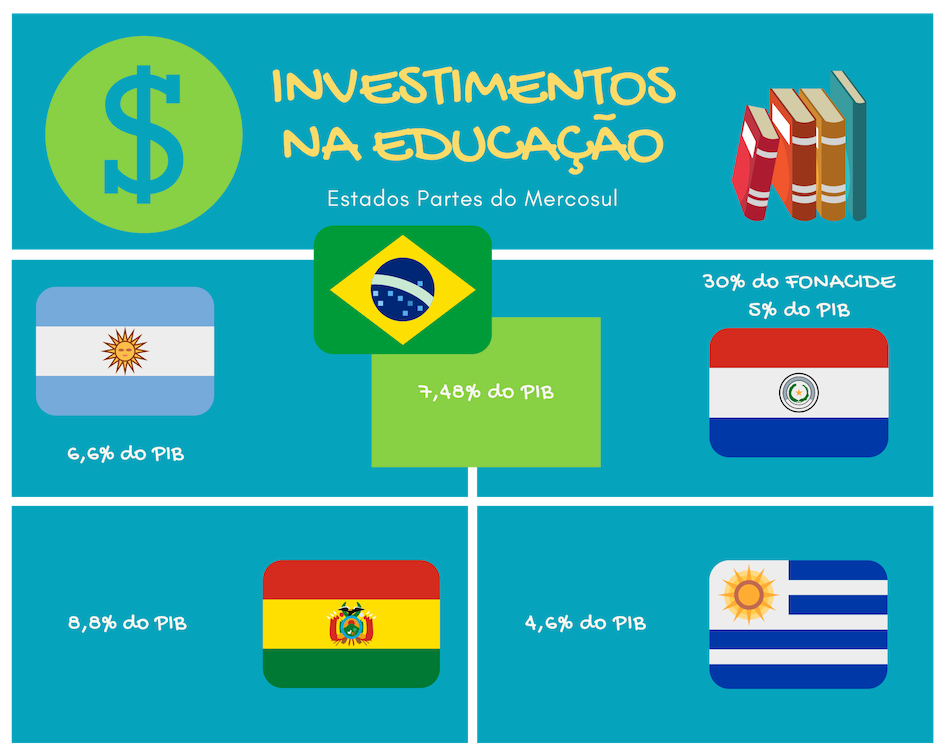 $
INVESTIMENTOS
NA EDUCAÇÃO
Estados Partes do Mercosul
6,6% do PIB
7,48% do PIB
30% do FONACIDE
5% do PIB
8,8% do PIB
4,6% do PIB